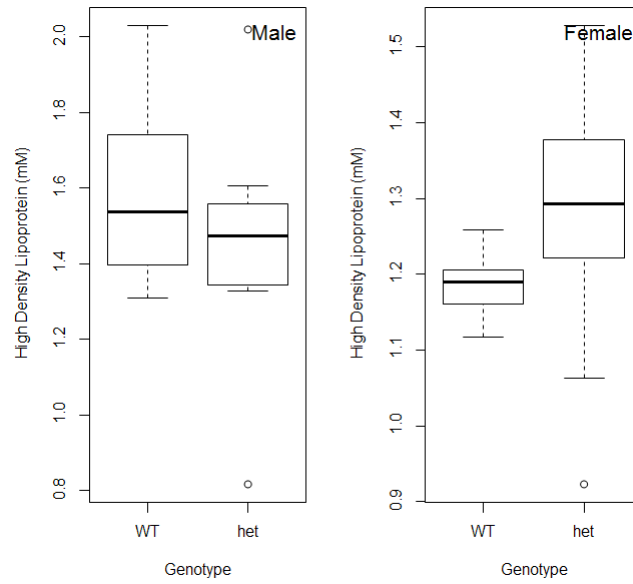 Male
High Density Lipoprotein (mM)
2.0
1.8
1.6
1.4
1.2
1.0
0.8
WT het
Genotype
Female
High Density Lipoprotein (mM)
1.5
1.4
1.3
1.2
1.1
1.0
0.9
WT het
Genotype